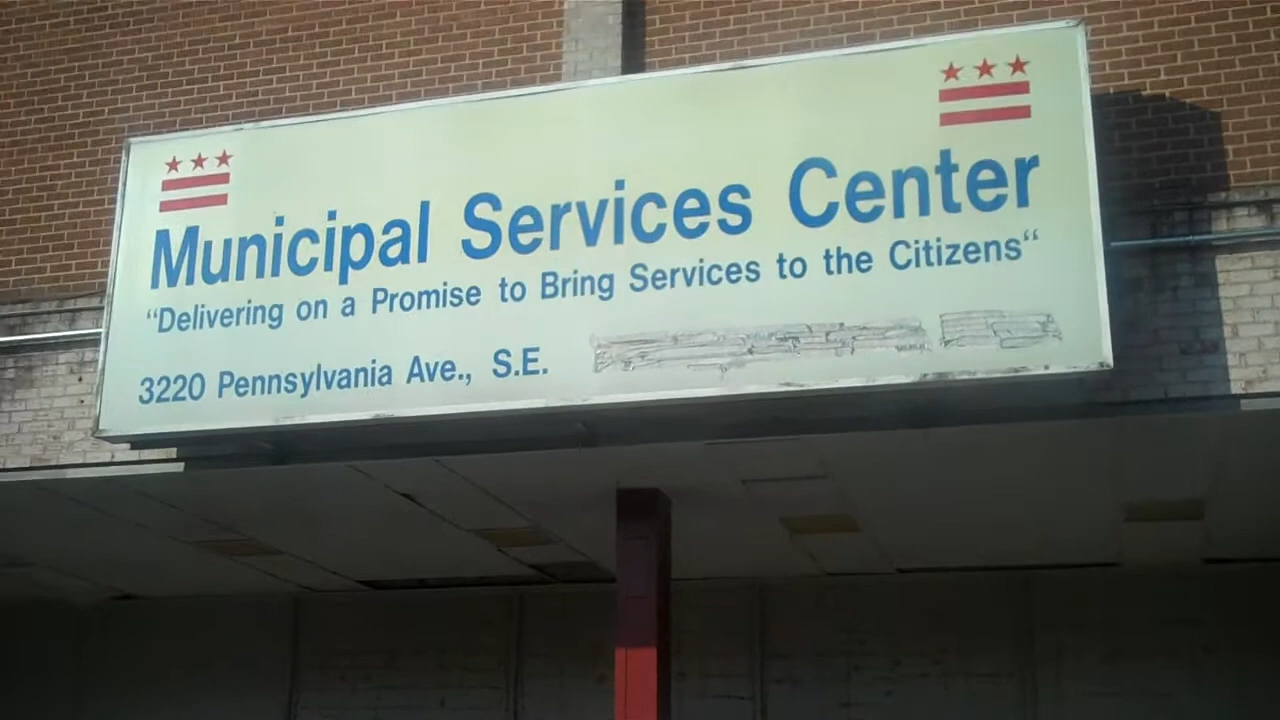 Municipal Services Center
“Delivering on a Promise to Bring Services to the Citizens“
3220 Pennsylvania Ave., S.E.